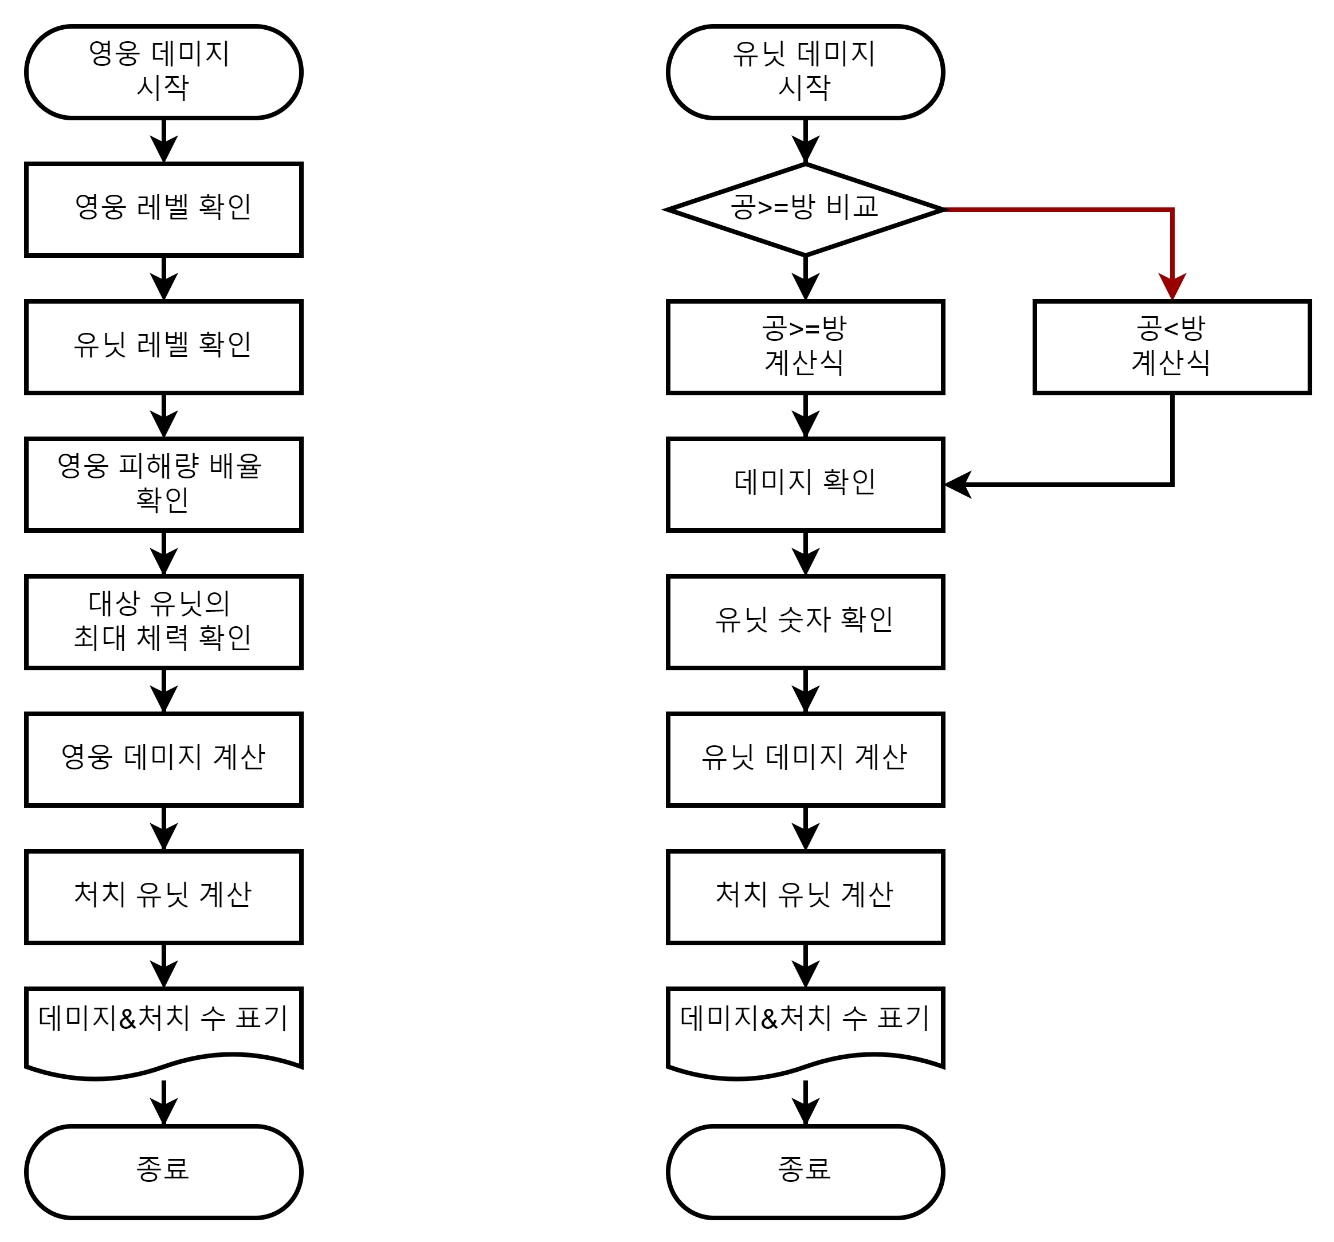 영웅 데미지
시작
영웅 레벨 확인
유닛 레벨 확인
영웅 피해량 배율
확인
대상 유닛의
최대 체력 확인
영웅 데미지 계산
처치 유닛 계산
데미지&처치 수 표기
종료
유닛 데미지
시작
공>=방 비교
공>=방
계산식
공<방
계산식
데미지 확인
유닛 숫자 확인
유닛 데미지 계산
처치 유닛 계산
데미지&처치 수 표기
종료